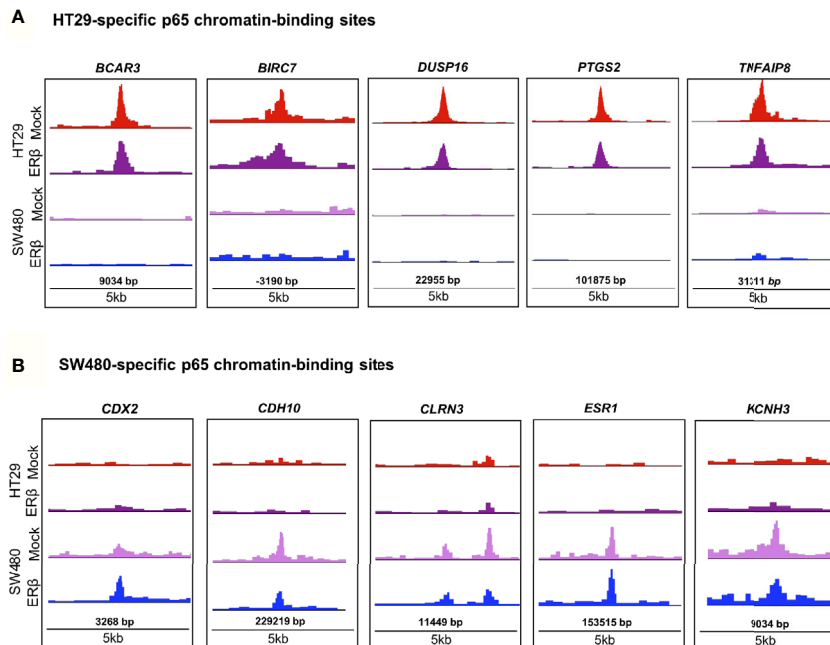 A HT29-specific p65 chromatin-binding sites
BCAR3 BIRC7 DUSP16 PTGS2 TNFAIP8
HT29
Mock
ERβ
SW480
Mock
ERβ
9034 bp -3190 bp 22955 bp 101875 bp 31311 bp
5kb 5kb 5kb 5kb 5kb
B SW480-specific p65 chromatin-binding sites
CDX2 CDH10 CLRN3 ESR1 KCNH3
HT29
Mock
ERβ
SW480
Mock
ERβ
3268 bp 229219 bp 11449 bp 153515 bp 9034 bp
5kb 5kb 5kb 5kb 5kb